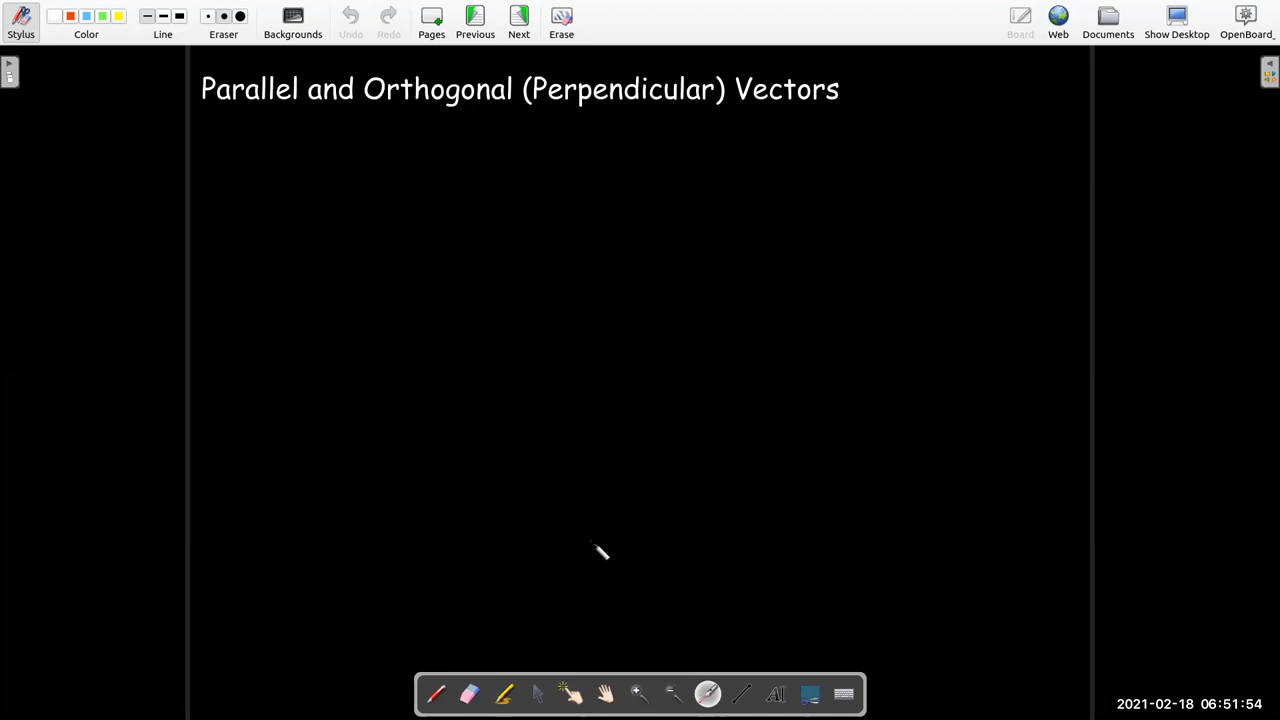 Stylus Color Line Eraser Backgrounds Undo Redo Pages Previous Next Erase Board Web Documents Show Desktop OpenBoard
Parallel and Orthogonal (Perpendicular) Vectors
AI
2021-02-18 06:51:54